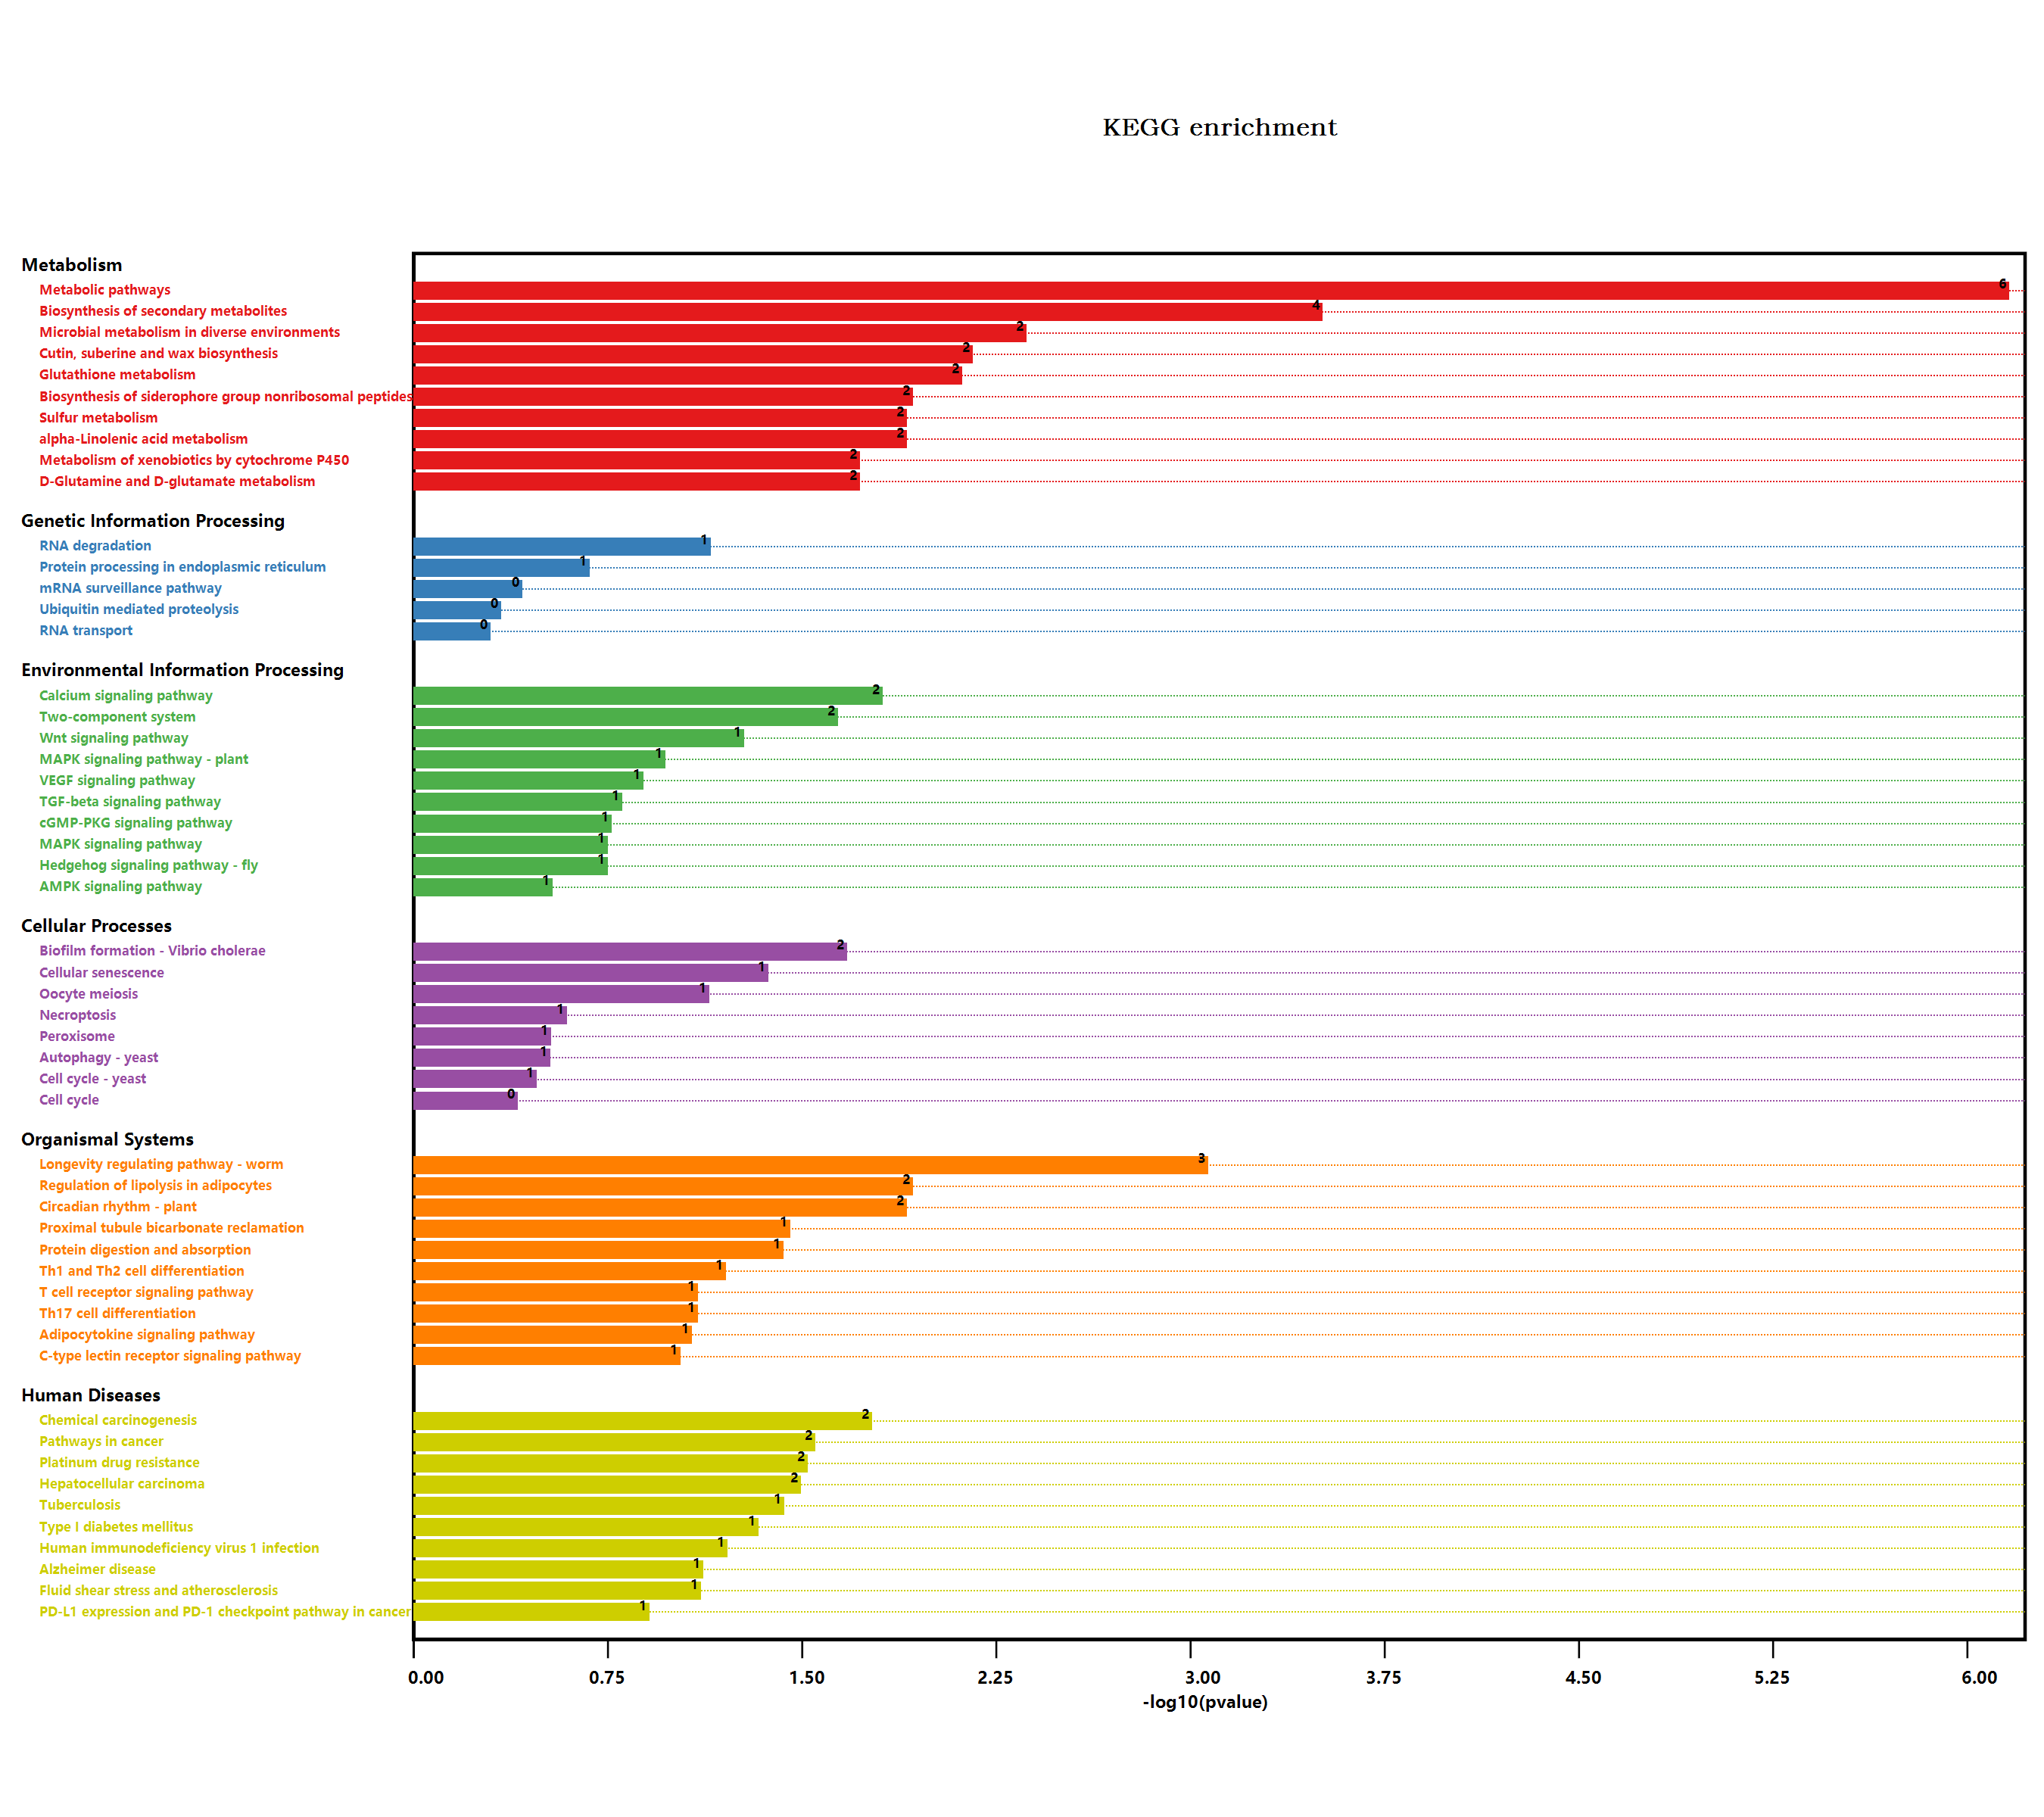 KEGG enrichment
Metabolism
Metabolic pathways 6
Biosynthesis of secondary metabolites 4
Microbial metabolism in diverse environments 2
Cutin, suberine and wax biosynthesis 2
Glutathione metabolism 2
Biosynthesis of siderophore group nonribosomal peptides 2
Sulfur metabolism 2
alpha-Linolenic acid metabolism 2
Metabolism of xenobiotics by cytochrome P450 2
D-Glutamine and D-glutamate metabolism 2
Genetic Information Processing
RNA degradation 1
Protein processing in endoplasmic reticulum 1
mRNA surveillance pathway 0
Ubiquitin mediated proteolysis 0
RNA transport 0
Environmental Information Processing
Calcium signaling pathway 2
Two-component system 2
Wnt signaling pathway 1
MAPK signaling pathway - plant 1
VEGF signaling pathway 1
TGF-beta signaling pathway 1
cGMP-PKG signaling pathway 1
MAPK signaling pathway 1
Hedgehog signaling pathway - fly 1
AMPK signaling pathway 1
Cellular Processes
Biofilm formation - Vibrio cholerae 2
Cellular senescence 1
Oocyte meiosis 1
Necroptosis 1
Peroxisome 1
Autophagy - yeast 1
Cell cycle - yeast 1
Cell cycle 0
Organismal Systems
Longevity regulating pathway - worm 3
Regulation of lipolysis in adipocytes 2
Circadian rhythm - plant 2
Proximal tubule bicarbonate reclamation 1
Protein digestion and absorption 1
Th1 and Th2 cell differentiation 1
T cell receptor signaling pathway 1
Th17 cell differentiation 1
Adipocytokine signaling pathway 1
C-type lectin receptor signaling pathway 1
Human Diseases
Chemical carcinogenesis 2
Pathways in cancer 2
Platinum drug resistance 2
Hepatocellular carcinoma 2
Tuberculosis 1
Type I diabetes mellitus 1
Human immunodeficiency virus 1 infection 1
Alzheimer disease 1
Fluid shear stress and atherosclerosis 1
PD-L1 expression and PD-1 checkpoint pathway in cancer 1
0.00 0.75 1.50 2.25 3.00 3.75 4.50 5.25 6.00
-log10(pvalue)